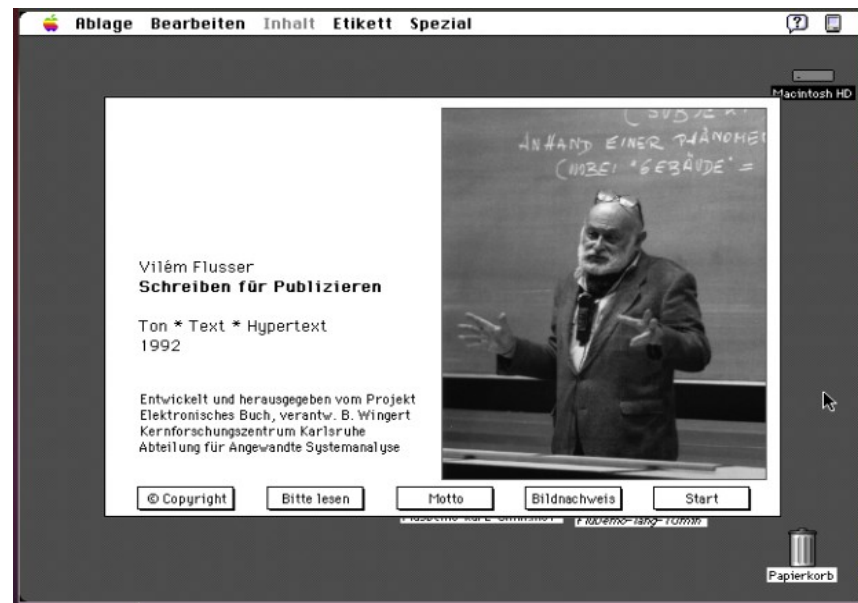 Ablage Bearbeiten Inhalt Etikett Spezial
Macintosh HD
ANHAND EINER PHÄNOME
"GEBÄUDE" =
Vilém Flusser
Schreiben für Publizieren
Ton * Text * Hypertext
1992
Entwickelt und herausgegeben vom Projekt
Elektronisches Buch, verantw. B. Wingert
Kernforschungszentrum Karlsruhe
Abteilung für Angewandte Systemanalyse
© Copyright Bitte lesen Motto Bildnachweis Start
Papierkorb